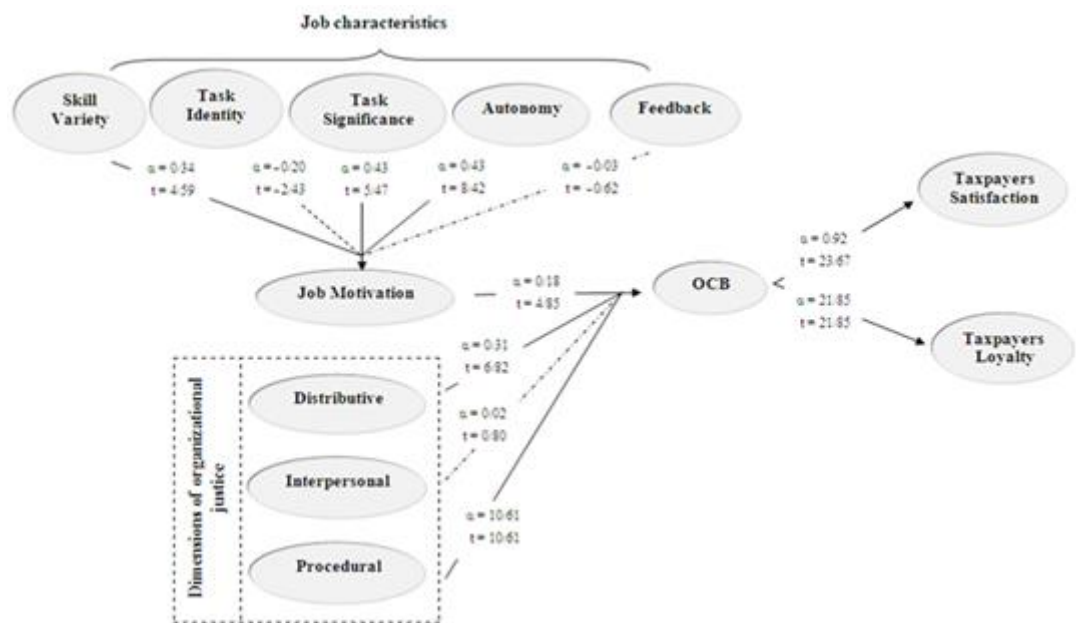 Job characteristics
Skill
Variety
Task
Identity
Task
Significance
Autonomy
Feedback
α = 0/34
t = 4/59
α = -0/20
t = -2/43
α = 0/43
t = 5/47
α = 0/43
t = 8/42
α = -0/03
t = -0/62
Taxpayers
Satisfaction
α = 0/92
t = 23/67
Job Motivation
α = 0/18
t = 4/85
OCB
α = 21/85
t = 21/85
Taxpayers
Loyalty
α = 0/31
t = 6/82
Dimensions of organizational
justice
Distributive
α = 0/02
t = 0/80
Interpersonal
α = 10/61
t = 10/61
Procedural